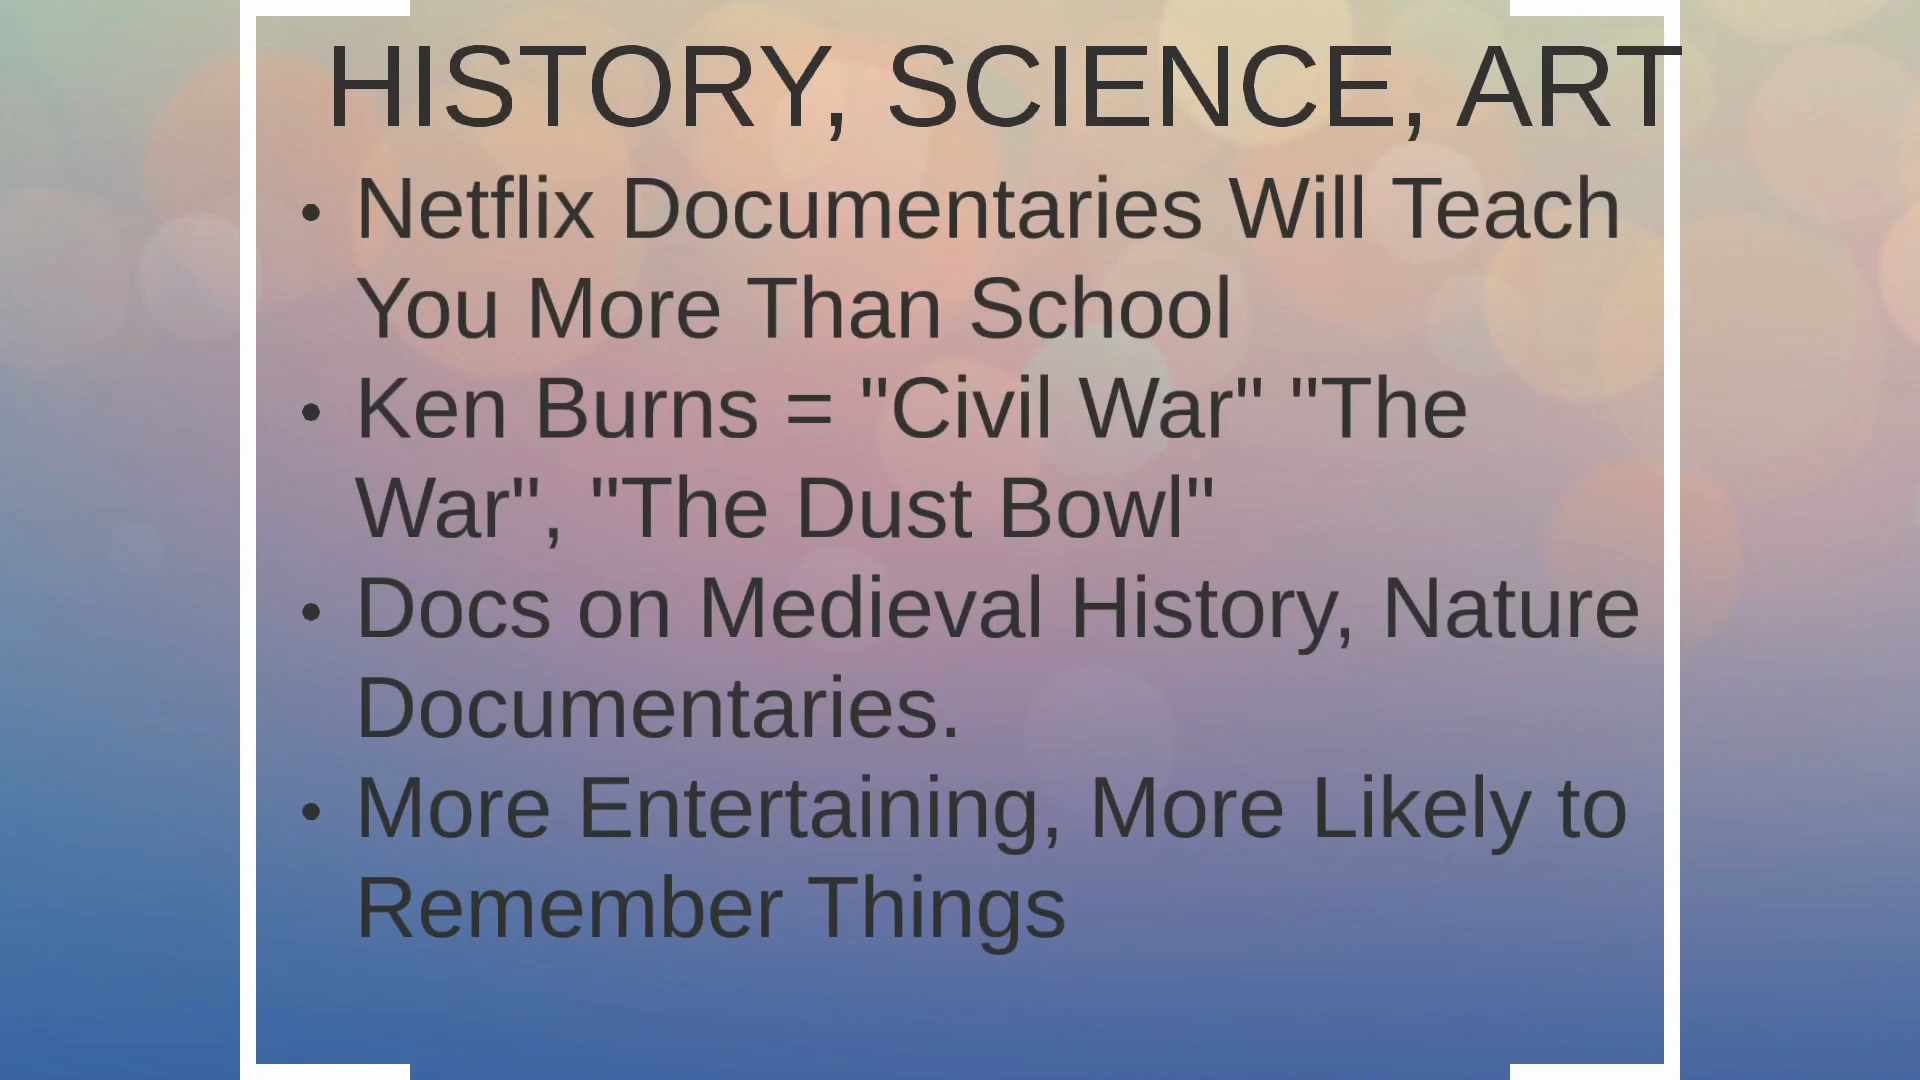 HISTORY, SCIENCE, ART
• Netflix Documentaries Will Teach
You More Than School
• Ken Burns = "Civil War" "The
War", "The Dust Bowl"
• Docs on Medieval History, Nature
Documentaries.
• More Entertaining, More Likely to
Remember Things